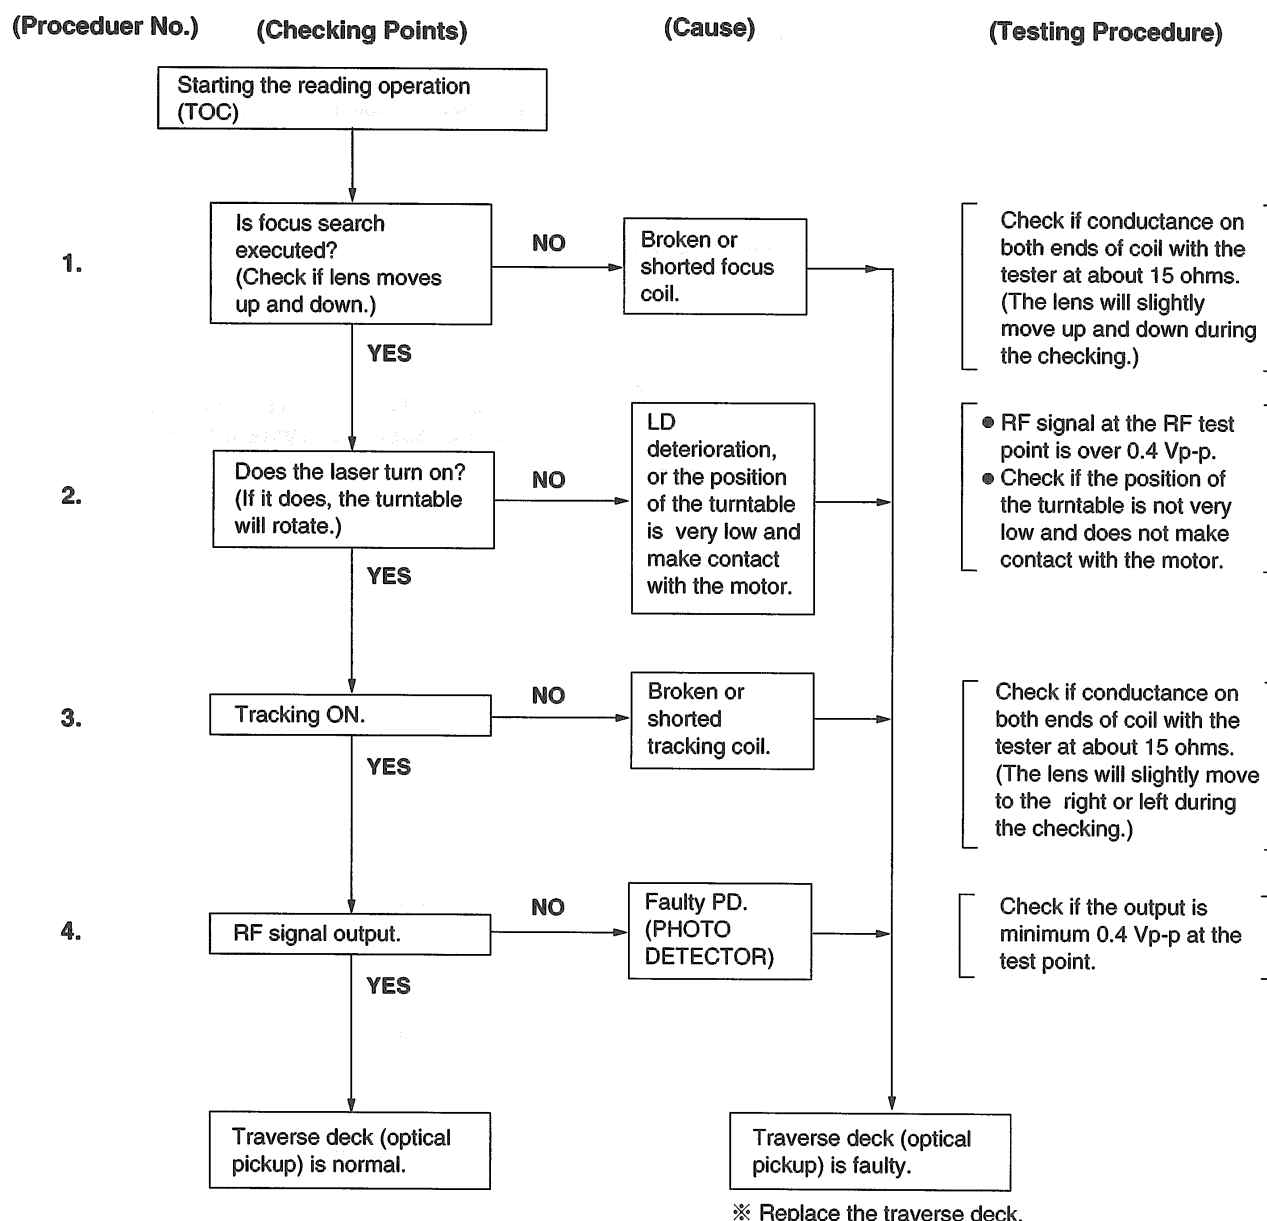 (Proceduer No.) (Checking Points) (Cause) (Testing Procedure)
Starting the reading operation
(TOC)
1.
Is focus search
executed?
(Check if lens moves
up and down.)
NO
Broken or
shorted focus
coil.
Check if conductance on
both ends of coil with the
tester at about 15 ohms.
(The lens will slightly
move up and down during
the checking.)
YES
2.
Does the laser turn on?
(If it does, the turntable
will rotate.)
NO
LD
deterioration,
or the position
of the turntable
is very low and
make contact
with the motor.
● RF signal at the RF test
point is over 0.4 Vp-p.
● Check if the position of
the turntable is not very
low and does not make
contact with the motor.
YES
3.
Tracking ON.
NO
Broken or
shorted
tracking coil.
Check if conductance on
both ends of coil with the
tester at about 15 ohms.
(The lens will slightly move
to the right or left during
the checking.)
YES
4.
RF signal output.
NO
Faulty PD.
(PHOTO
DETECTOR)
Check if the output is
minimum 0.4 Vp-p at the
test point.
YES
Traverse deck (optical
pickup) is normal.
Traverse deck (optical
pickup) is faulty.
※ Replace the traverse deck.